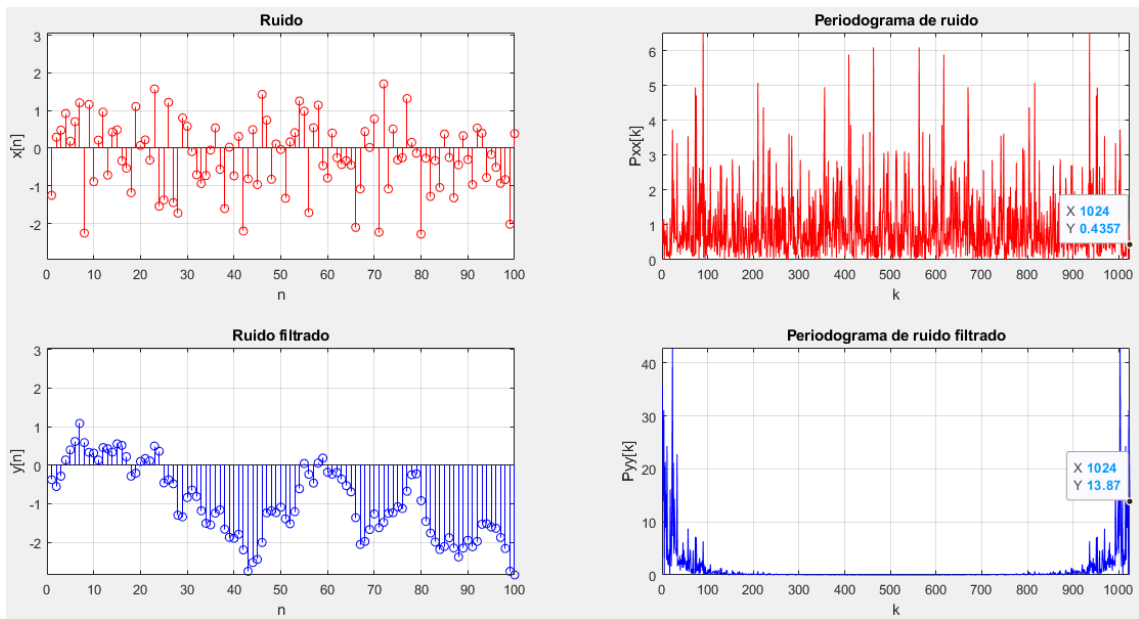 Ruido
3
2
1
0
-1
-2
x[n]
0 10 20 30 40 50 60 70 80 90 100
n
Periodograma de ruido
6
5
4
3
2
1
0
Pxx[k]
X 1024
Y 0.4357
0 100 200 300 400 500 600 700 800 900 1000
k
Ruido filtrado
3
2
1
0
-1
-2
y[n]
0 10 20 30 40 50 60 70 80 90 100
n
Periodograma de ruido filtrado
40
30
20
10
0
Pyy[k]
X 1024
Y 13.87
0 100 200 300 400 500 600 700 800 900 1000
k